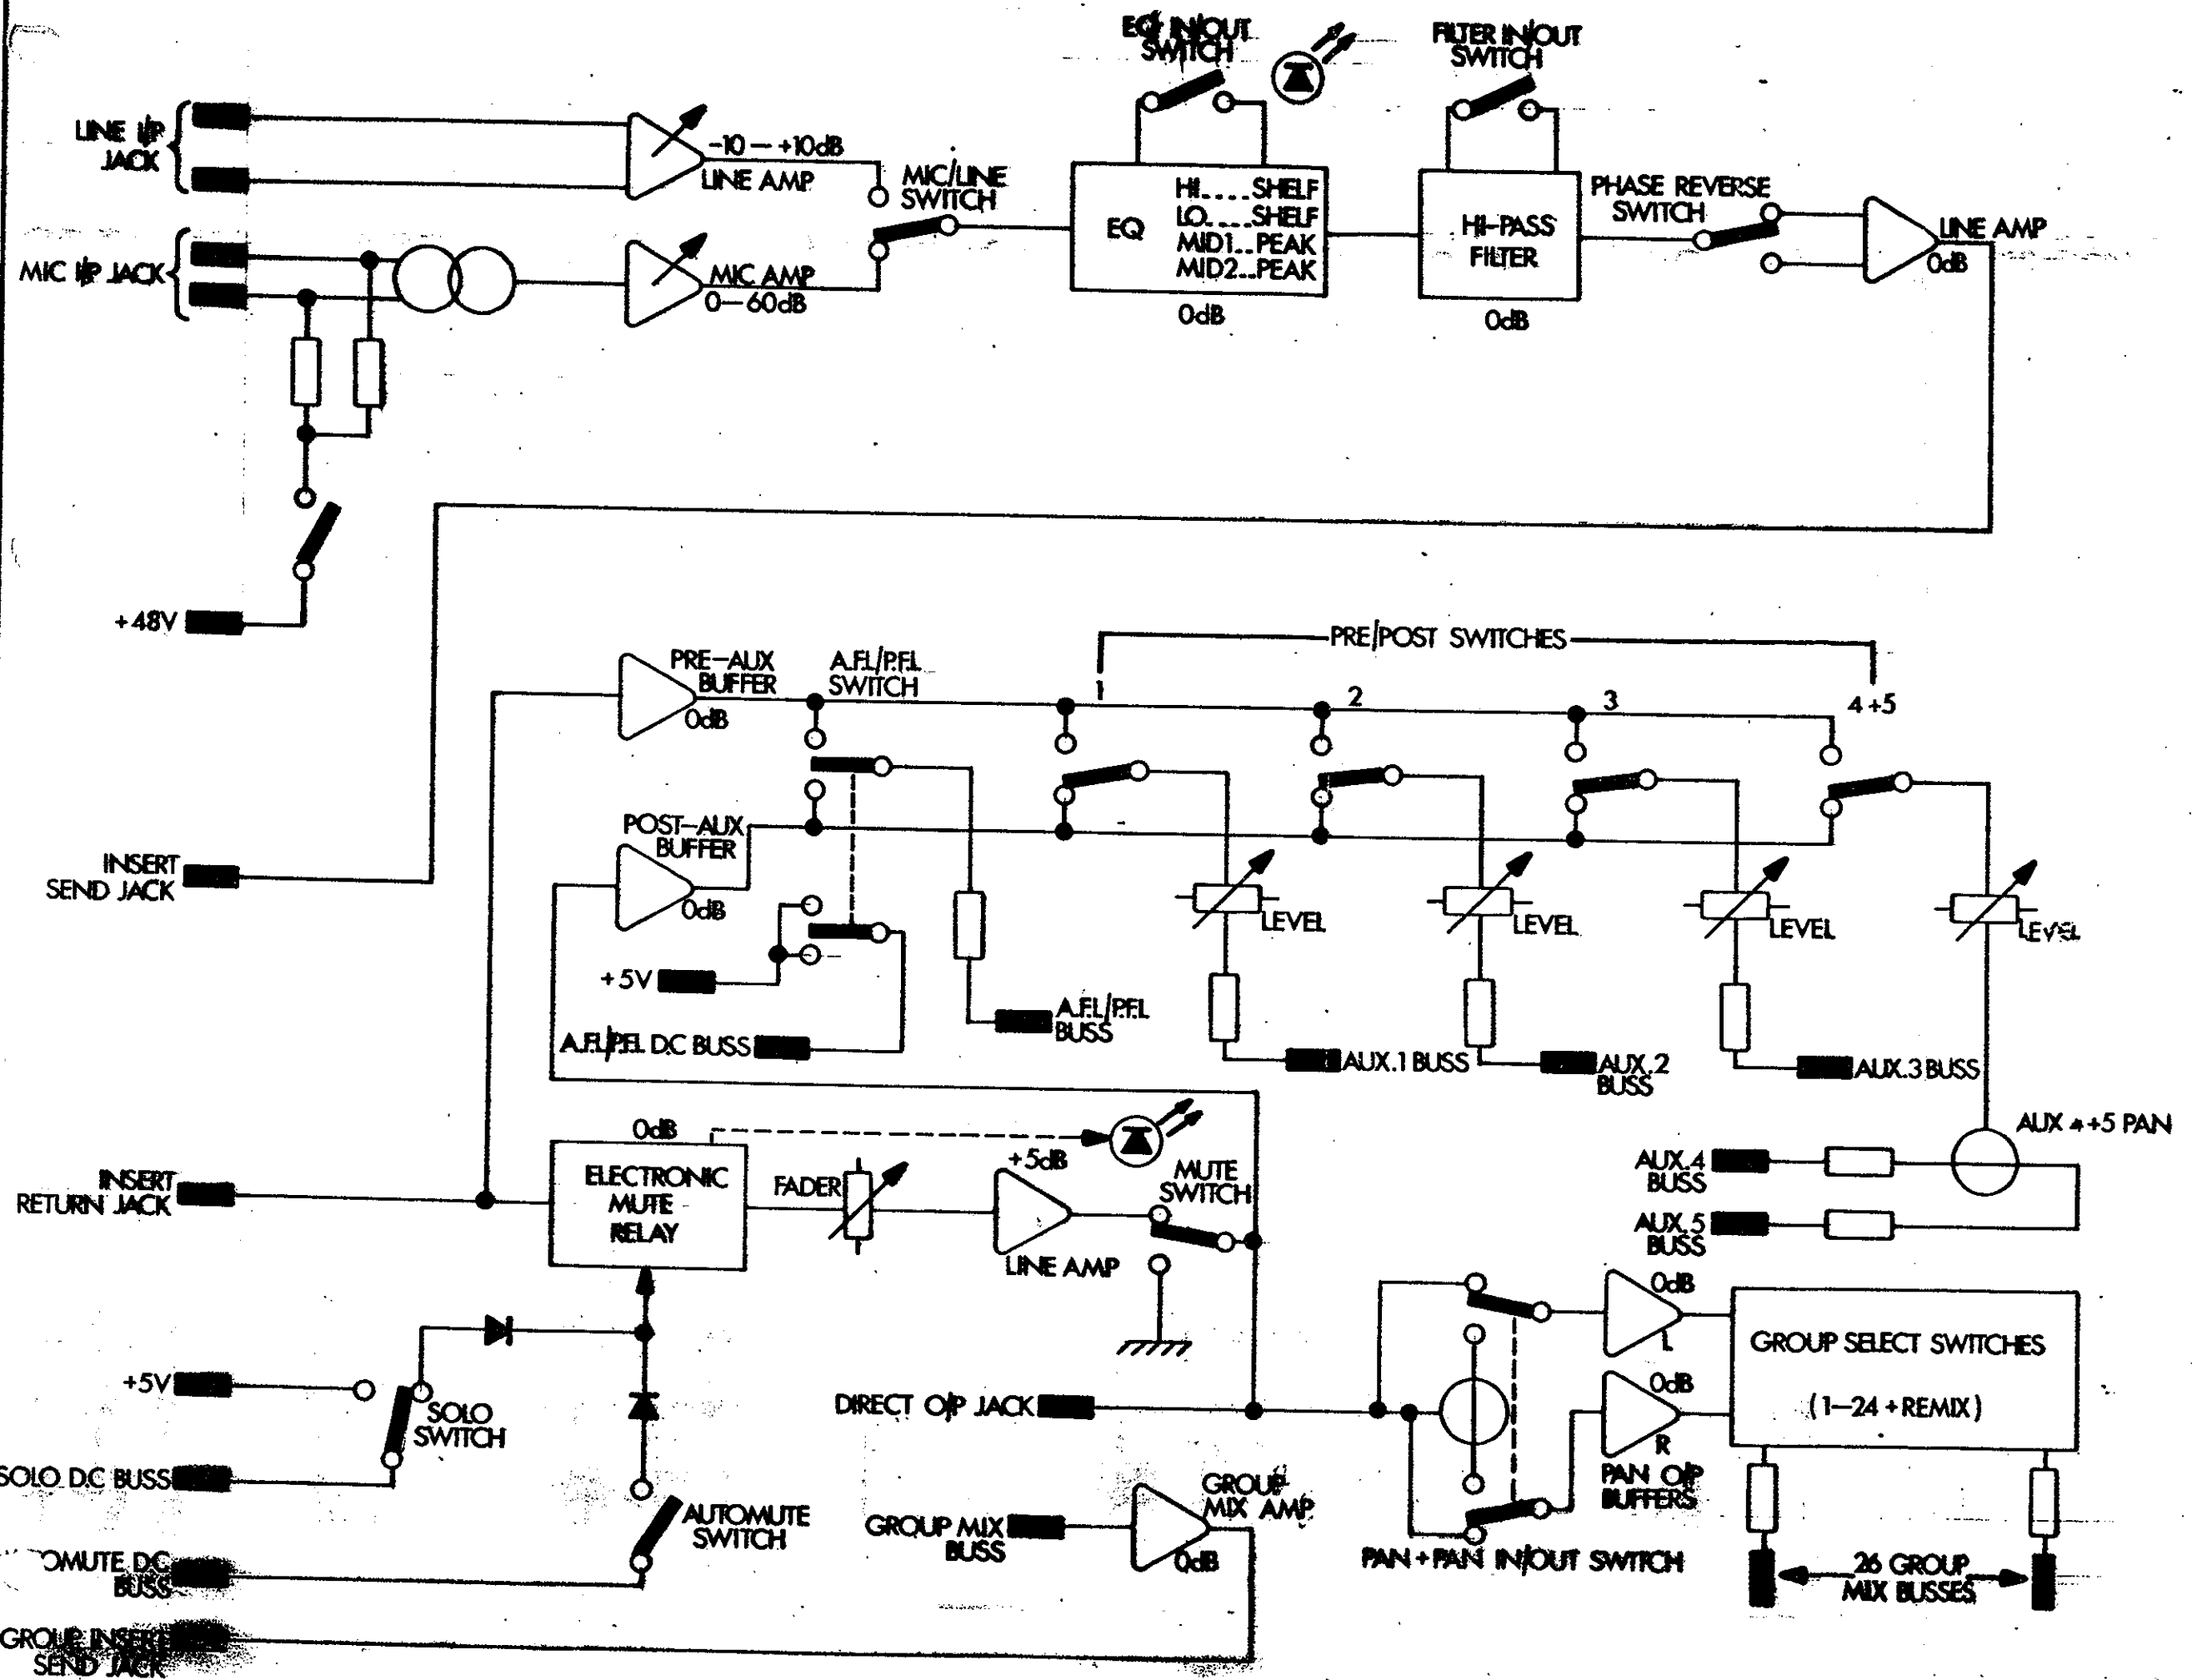 EQ IN/OUT
SWITCH
FILTER IN/OUT
SWITCH
LINE I/P
JACK
-10 — +10dB
LINE AMP
MIC/LINE
SWITCH
HI....SHELF
LO....SHELF
MID1..PEAK
MID2..PEAK
EQ
0dB
HI-PASS
FILTER
0dB
PHASE REVERSE
SWITCH
LINE AMP
0dB
MIC I/P JACK
MIC AMP
0—60dB
+48V
PRE/POST SWITCHES
PRE-AUX
BUFFER
0dB
A.F.L/P.F.L
SWITCH
1
2
3
4+5
POST-AUX
BUFFER
0dB
INSERT
SEND JACK
LEVEL
LEVEL
LEVEL
LEVEL
+5V
A.F.L/P.F.L
BUSS
A.F.L/P.F.L D.C BUSS
AUX.1 BUSS
AUX.2
BUSS
AUX.3 BUSS
AUX 4+5 PAN
0dB
ELECTRONIC
MUTE
RELAY
INSERT
RETURN JACK
FADER
+5dB
LINE AMP
MUTE
SWITCH
AUX.4
BUSS
AUX.5
BUSS
+5V
SOLO
SWITCH
SOLO D.C BUSS
DIRECT O/P JACK
0dB
L
0dB
R
PAN O/P
BUFFERS
GROUP SELECT SWITCHES
(1—24 + REMIX)
AUTOMUTE
SWITCH
OMUTE DC
BUSS
GROUP MIX
BUSS
GROUP
MIX AMP
0dB
PAN + PAN IN/OUT SWITCH
26 GROUP
MIX BUSSES
GROUP INSERT
SEND JACK